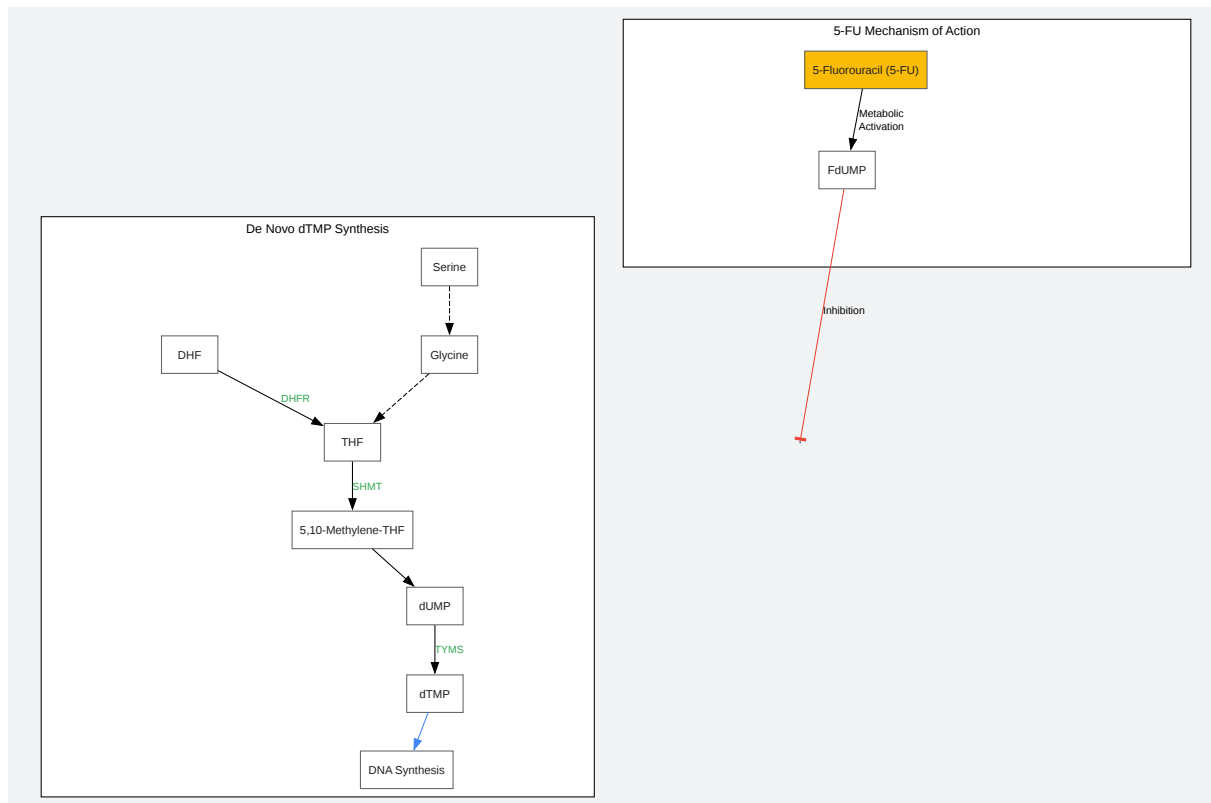 5-FU Mechanism of Action
5-Fluorouracil (5-FU)
Metabolic
Activation
FdUMP
Inhibition
De Novo dTMP Synthesis
Serine
DHF
Glycine
DHFR
THF
SHMT
5,10-Methylene-THF
dUMP
TYMS
dTMP
DNA Synthesis